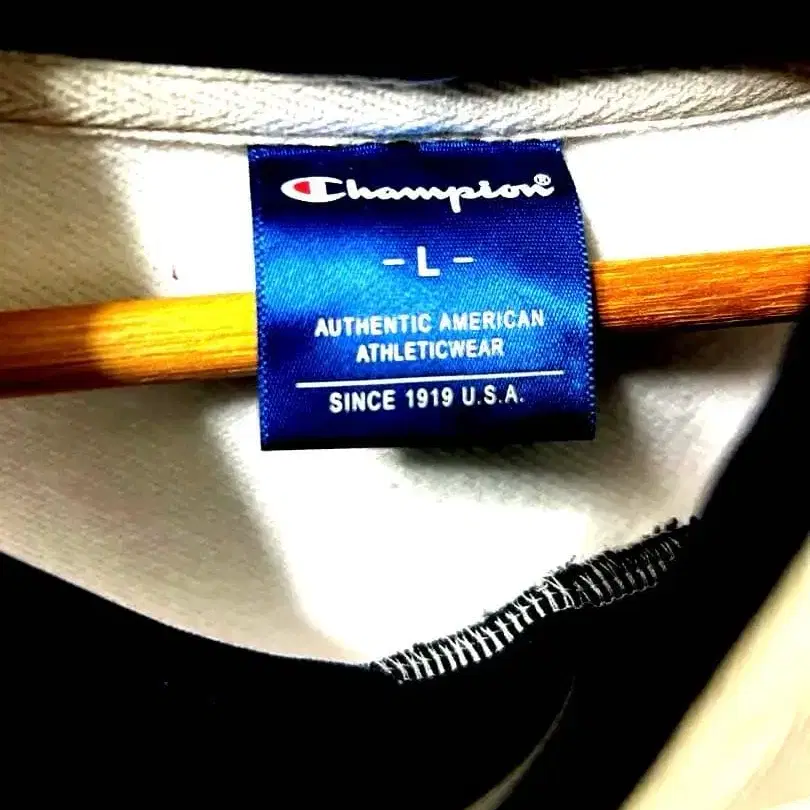 Champion®
- L -
AUTHENTIC AMERICAN
ATHLETICWEAR
SINCE 1919 U.S.A.